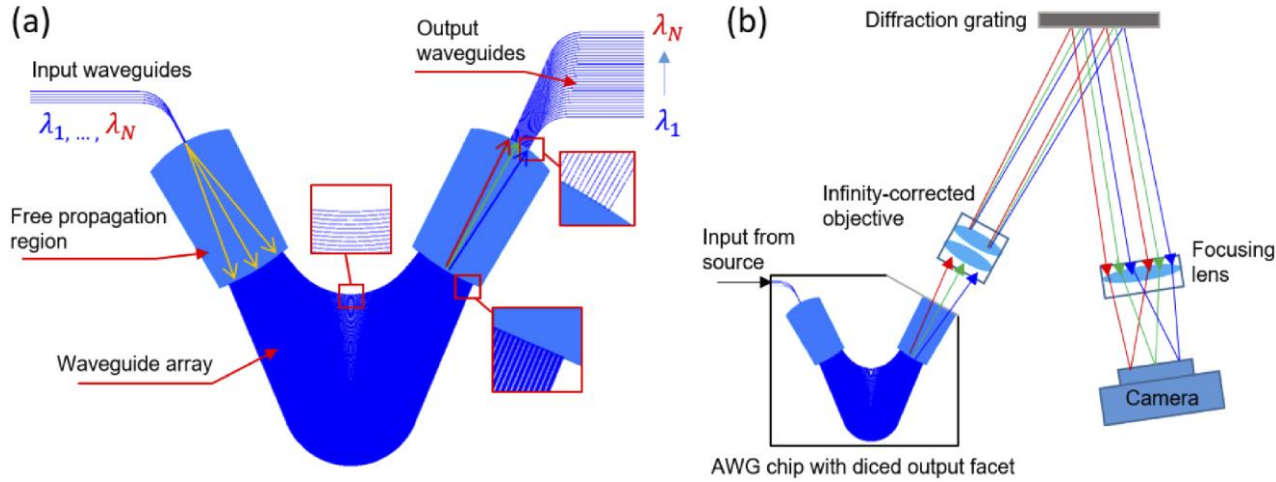 (a)
Input waveguides
λ1, ... , λN
Free propagation
region
Waveguide array
Output
waveguides
λN
λ1
(b)
Diffraction grating
Infinity-corrected
objective
Input from
source
Focusing
lens
Camera
AWG chip with diced output facet